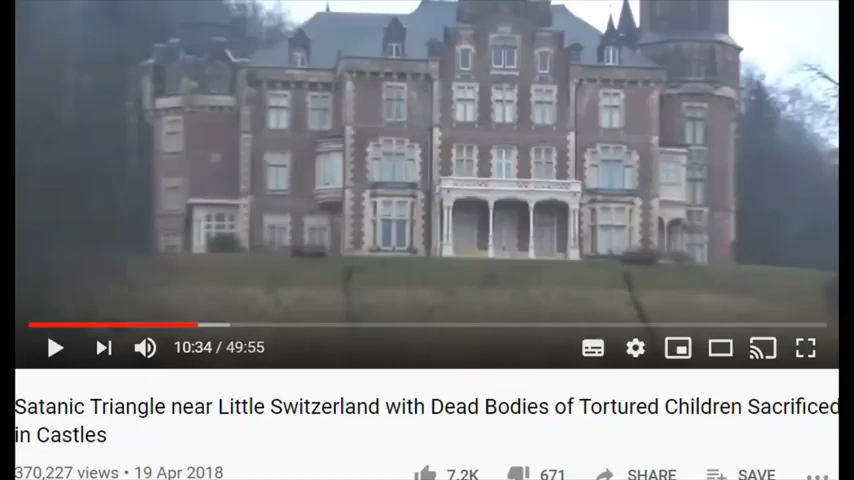 10:34 / 49:55
Satanic Triangle near Little Switzerland with Dead Bodies of Tortured Children Sacrificed
in Castles
370,227 views • 19 Apr 2018 7.2K 671 SHARE SAVE